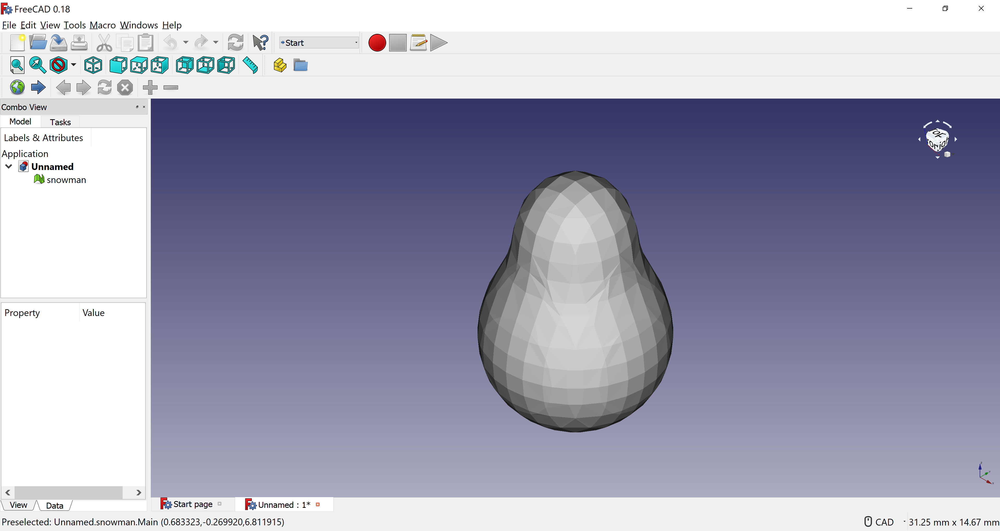 FreeCAD 0.18
File Edit View Tools Macro Windows Help
Start
Combo View
Model Tasks
Labels & Attributes
Application
Unnamed
snowman
Property Value
View Data
Start page Unnamed : 1*
Preselected: Unnamed.snowman.Main (0.683323,-0.269920,6.811915)
CAD 31.25 mm x 14.67 mm
Z
Y
X